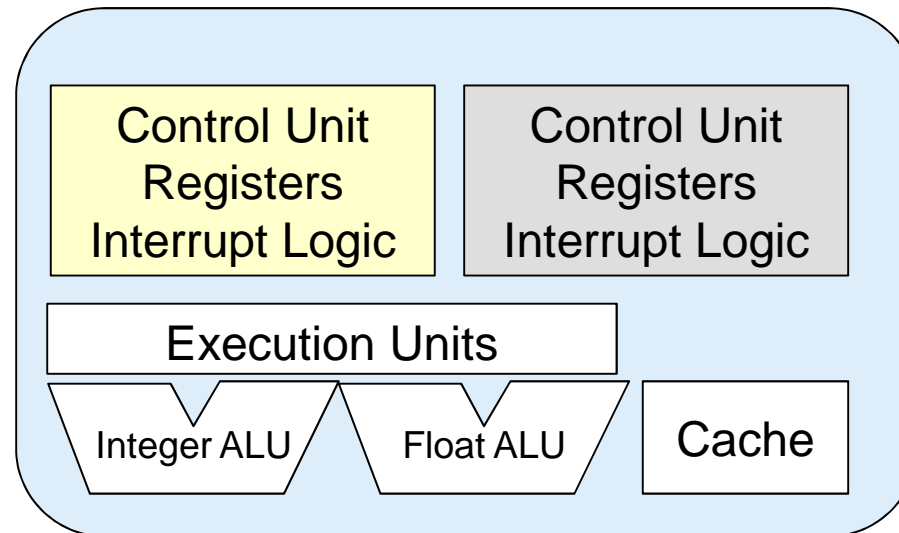 Control Unit
Registers
Interrupt Logic
Control Unit
Registers
Interrupt Logic
Execution Units
Integer ALU
Float ALU
Cache